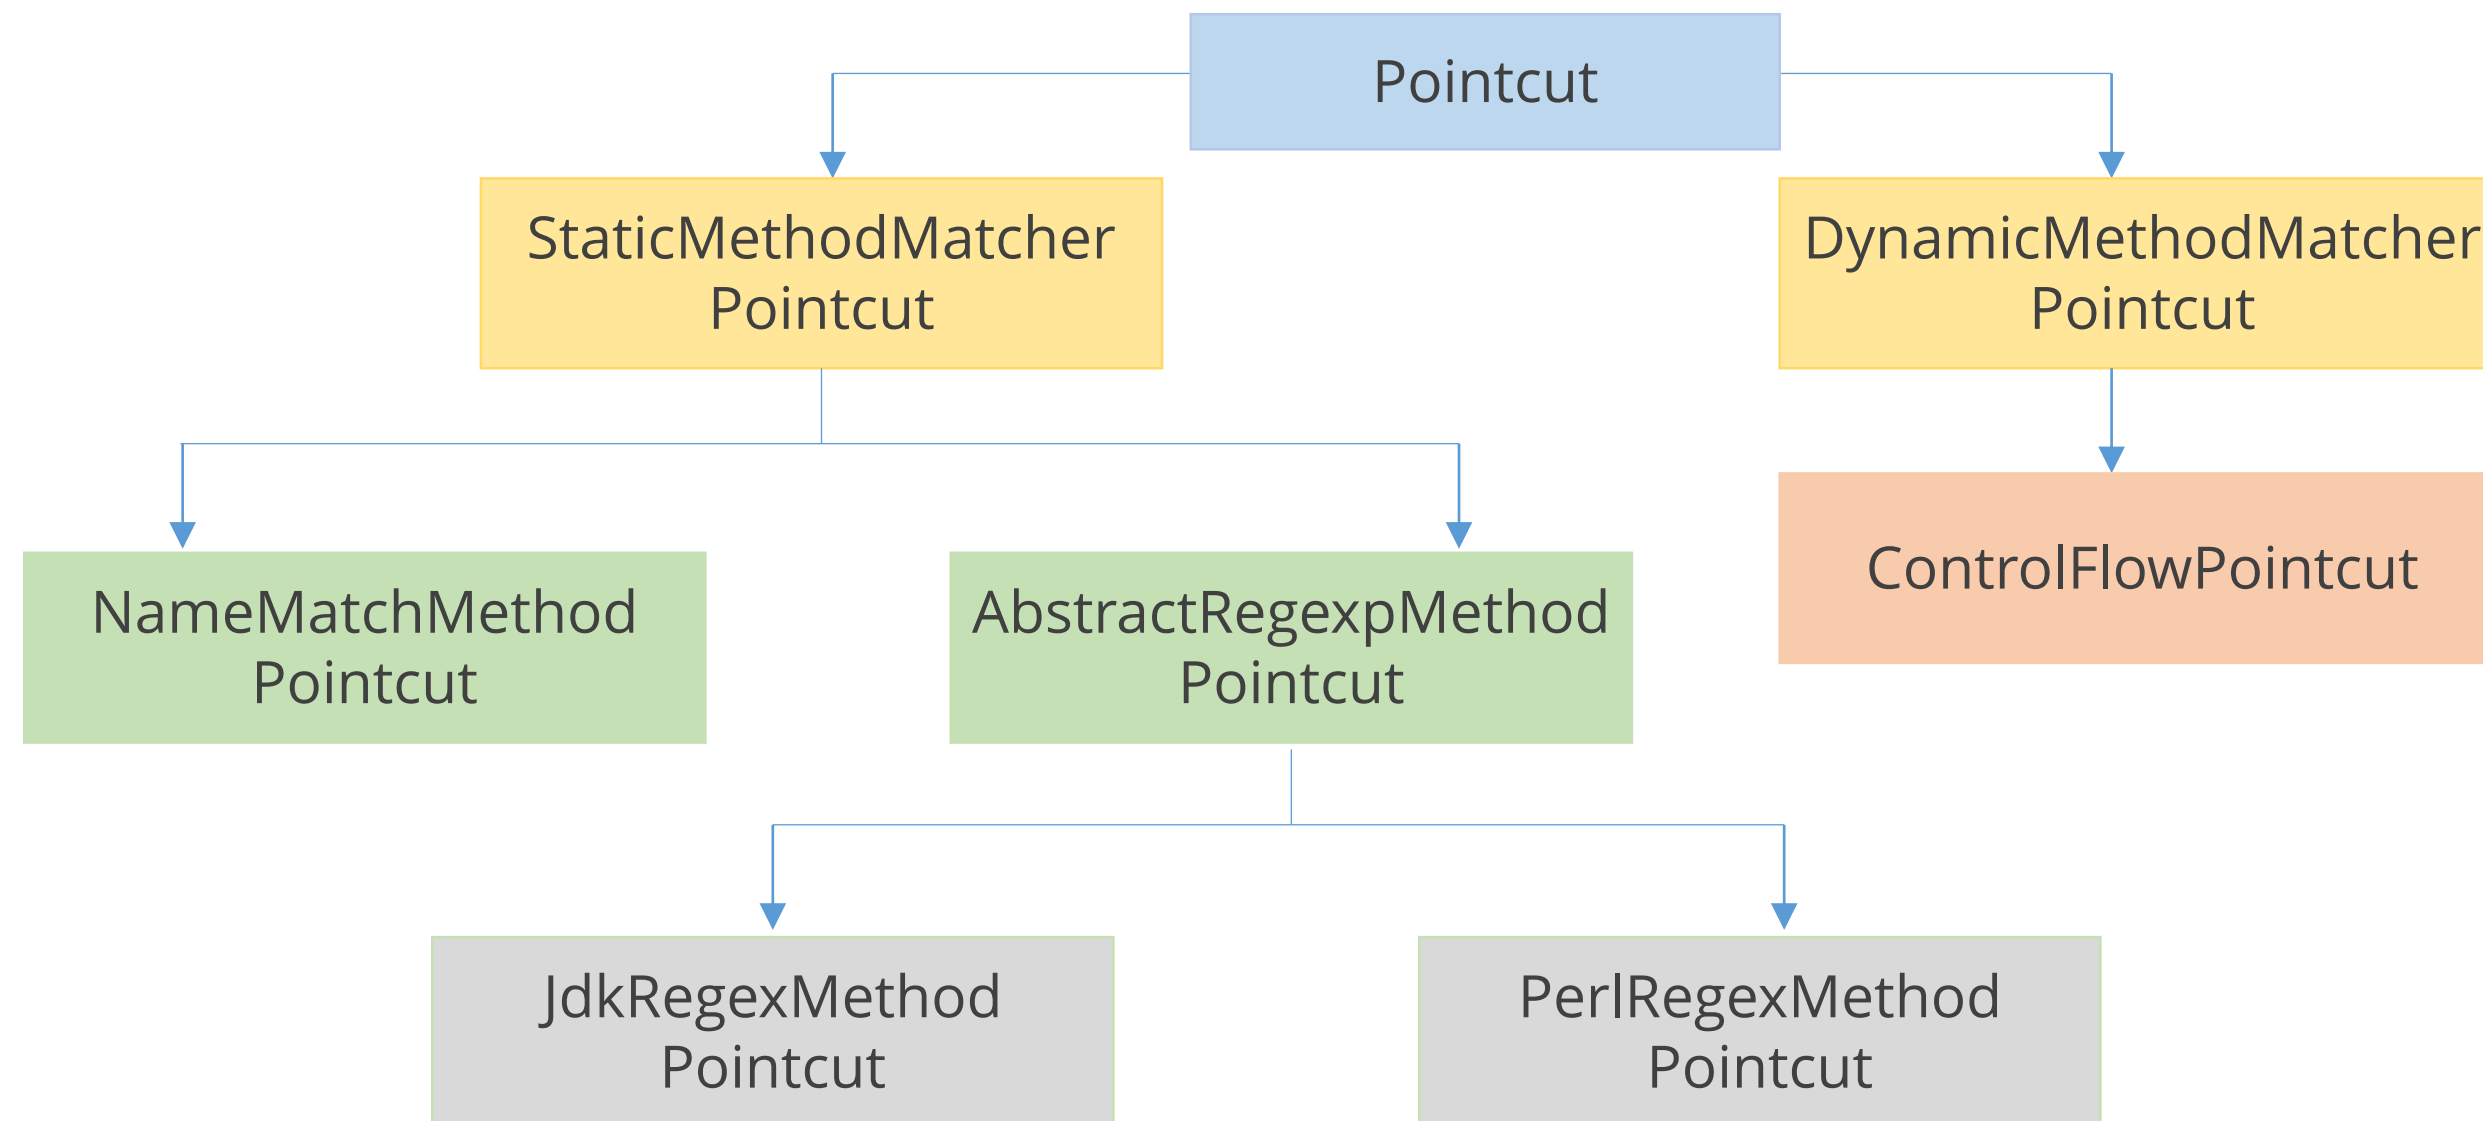 Pointcut
StaticMethodMatcher
Pointcut
DynamicMethodMatcher
Pointcut
NameMatchMethod
Pointcut
AbstractRegexpMethod
Pointcut
ControlFlowPointcut
JdkRegexMethod
Pointcut
PerlRegexMethod
Pointcut